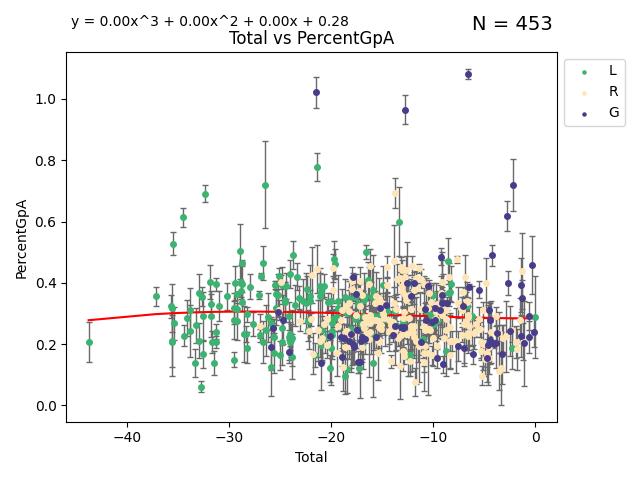 y = 0.00x^3 + 0.00x^2 + 0.00x + 0.28
N = 453
Total vs PercentGpA
L
R
G
PercentGpA
1.0
0.8
0.6
0.4
0.2
0.0
−40
−30
−20
−10
0
Total